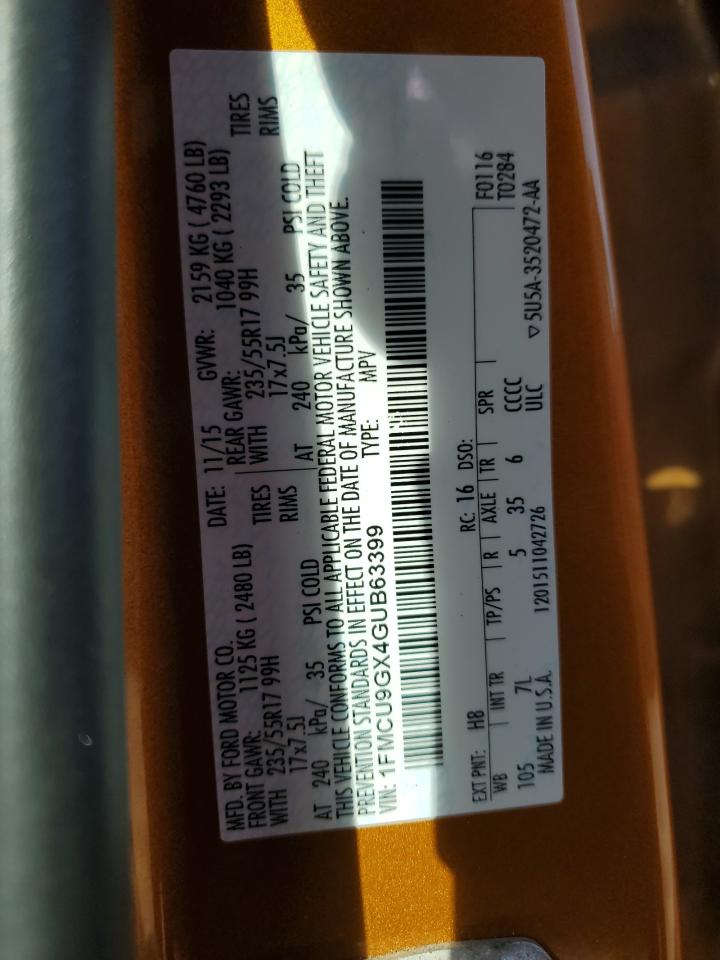 MFD. BY FORD MOTOR CO.
DATE: 11/15 GVWR: 2159 KG ( 4760 LB)
FRONT GAWR: 1125 KG ( 2480 LB) REAR GAWR: 1040 KG ( 2293 LB)
WITH 235/55R17 99H TIRES WITH 235/55R17 99H TIRES
17x7.5J RIMS 17x7.5J RIMS
AT 240 kPa/ 35 PSI COLD AT 240 kPa/ 35 PSI COLD
THIS VEHICLE CONFORMS TO ALL APPLICABLE FEDERAL MOTOR VEHICLE SAFETY AND THEFT
PREVENTION STANDARDS IN EFFECT ON THE DATE OF MANUFACTURE SHOWN ABOVE.
VIN: 1FMCU9GX4GUB63399 TYPE: MPV
EXT PNT: H8 RC: 16 DSO: F0116
WB INT TR TP/PS R AXLE TR SPR T0284
105 7L 5 35 6 CCCC
ULC
MADE IN U.S.A. 1201511042726 ▽ 5U5A-3520472-AA